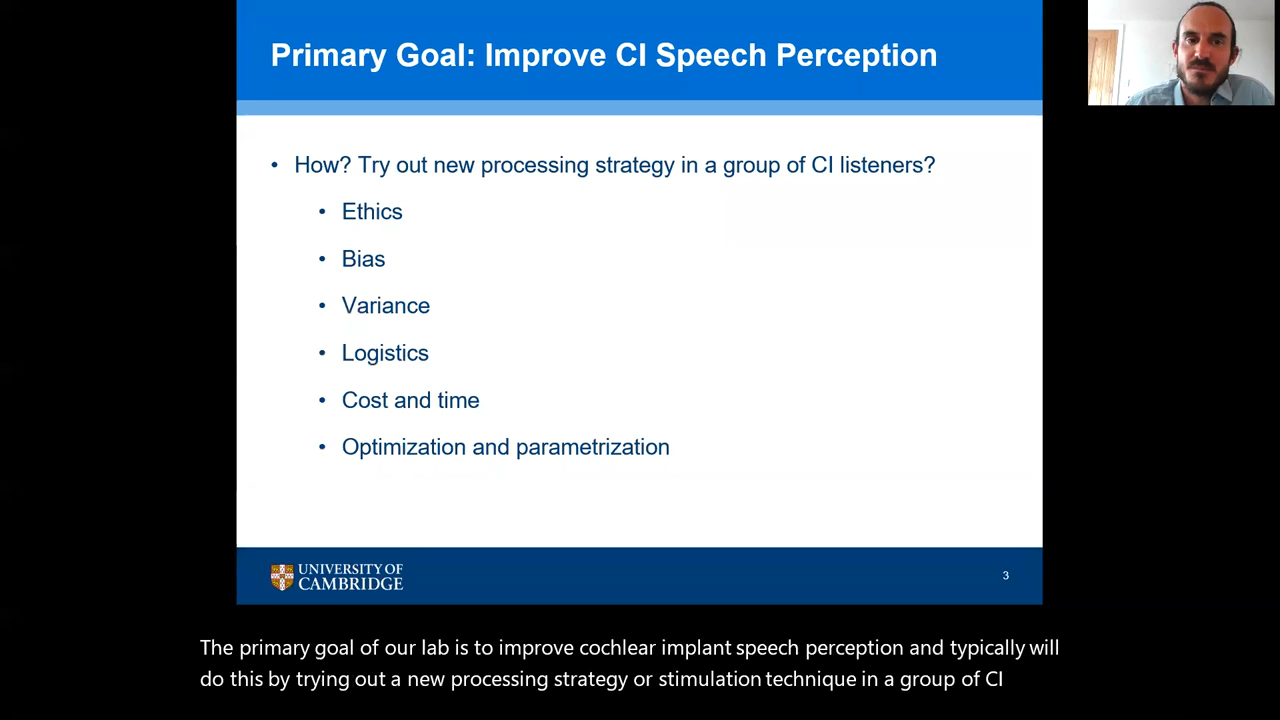 Primary Goal: Improve CI Speech Perception
• How? Try out new processing strategy in a group of CI listeners?
• Ethics
• Bias
• Variance
• Logistics
• Cost and time
• Optimization and parametrization
UNIVERSITY OF
CAMBRIDGE
3
The primary goal of our lab is to improve cochlear implant speech perception and typically will
do this by trying out a new processing strategy or stimulation technique in a group of CI